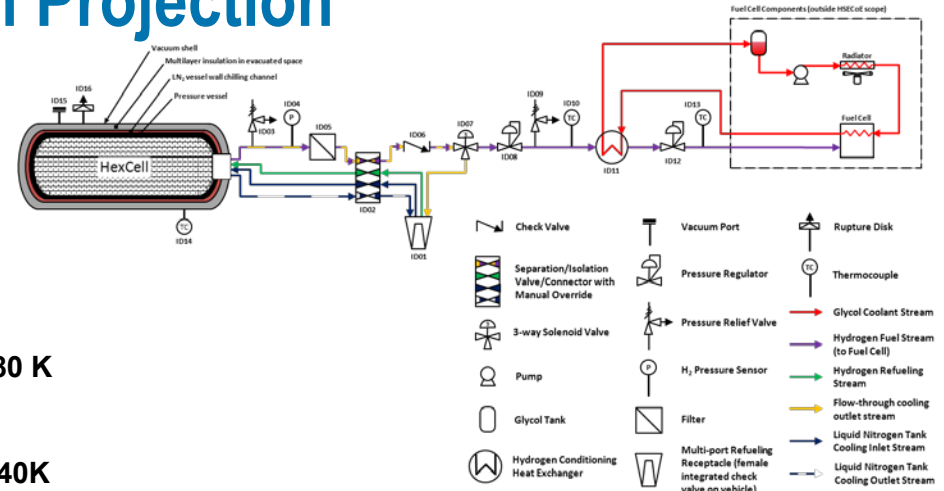 Projection
Fuel Cell Components (outside HSECoE scope)
Vacuum shell
Multilayer insulation in evacuated space
LN2 vessel wall chilling channel
Pressure vessel
ID15
ID16
ID03
P
ID04
ID05
ID06
ID07
ID08
ID09
TC
ID10
ID11
ID12
TC
ID13
Radiator
Pump
Fuel Cell
HexCell
ID02
ID01
TC
ID14
30 K
40K
Check Valve
Separation/Isolation
Valve/Connector with
Manual Override
3-way Solenoid Valve
Pump
Glycol Tank
Hydrogen Conditioning
Heat Exchanger
Vacuum Port
Pressure Regulator
Pressure Relief Valve
P
H2 Pressure Sensor
Filter
Multi-port Refueling
Receptacle (female
integrated check
valve on vehicle)
Rupture Disk
TC
Thermocouple
Glycol Coolant Stream
Hydrogen Fuel Stream
(to Fuel Cell)
Hydrogen Refueling
Stream
Flow-through cooling
outlet stream
Liquid Nitrogen Tank
Cooling Inlet Stream
Liquid Nitrogen Tank
Cooling Outlet Stream